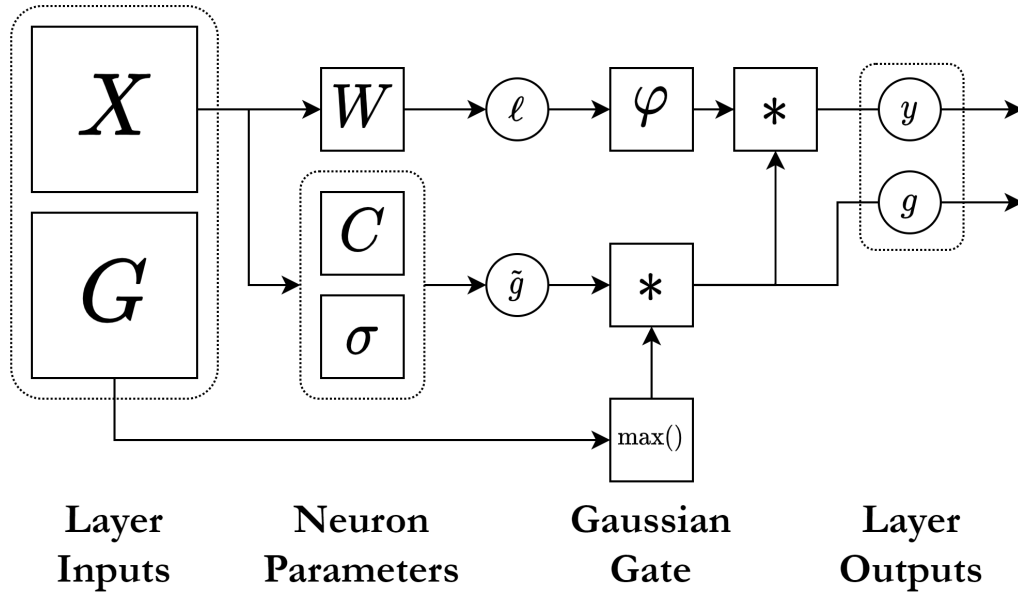 X
W
ℓ
φ
*
y
G
C
σ
g̃
*
g
max()
Layer
Inputs
Neuron
Parameters
Gaussian
Gate
Layer
Outputs